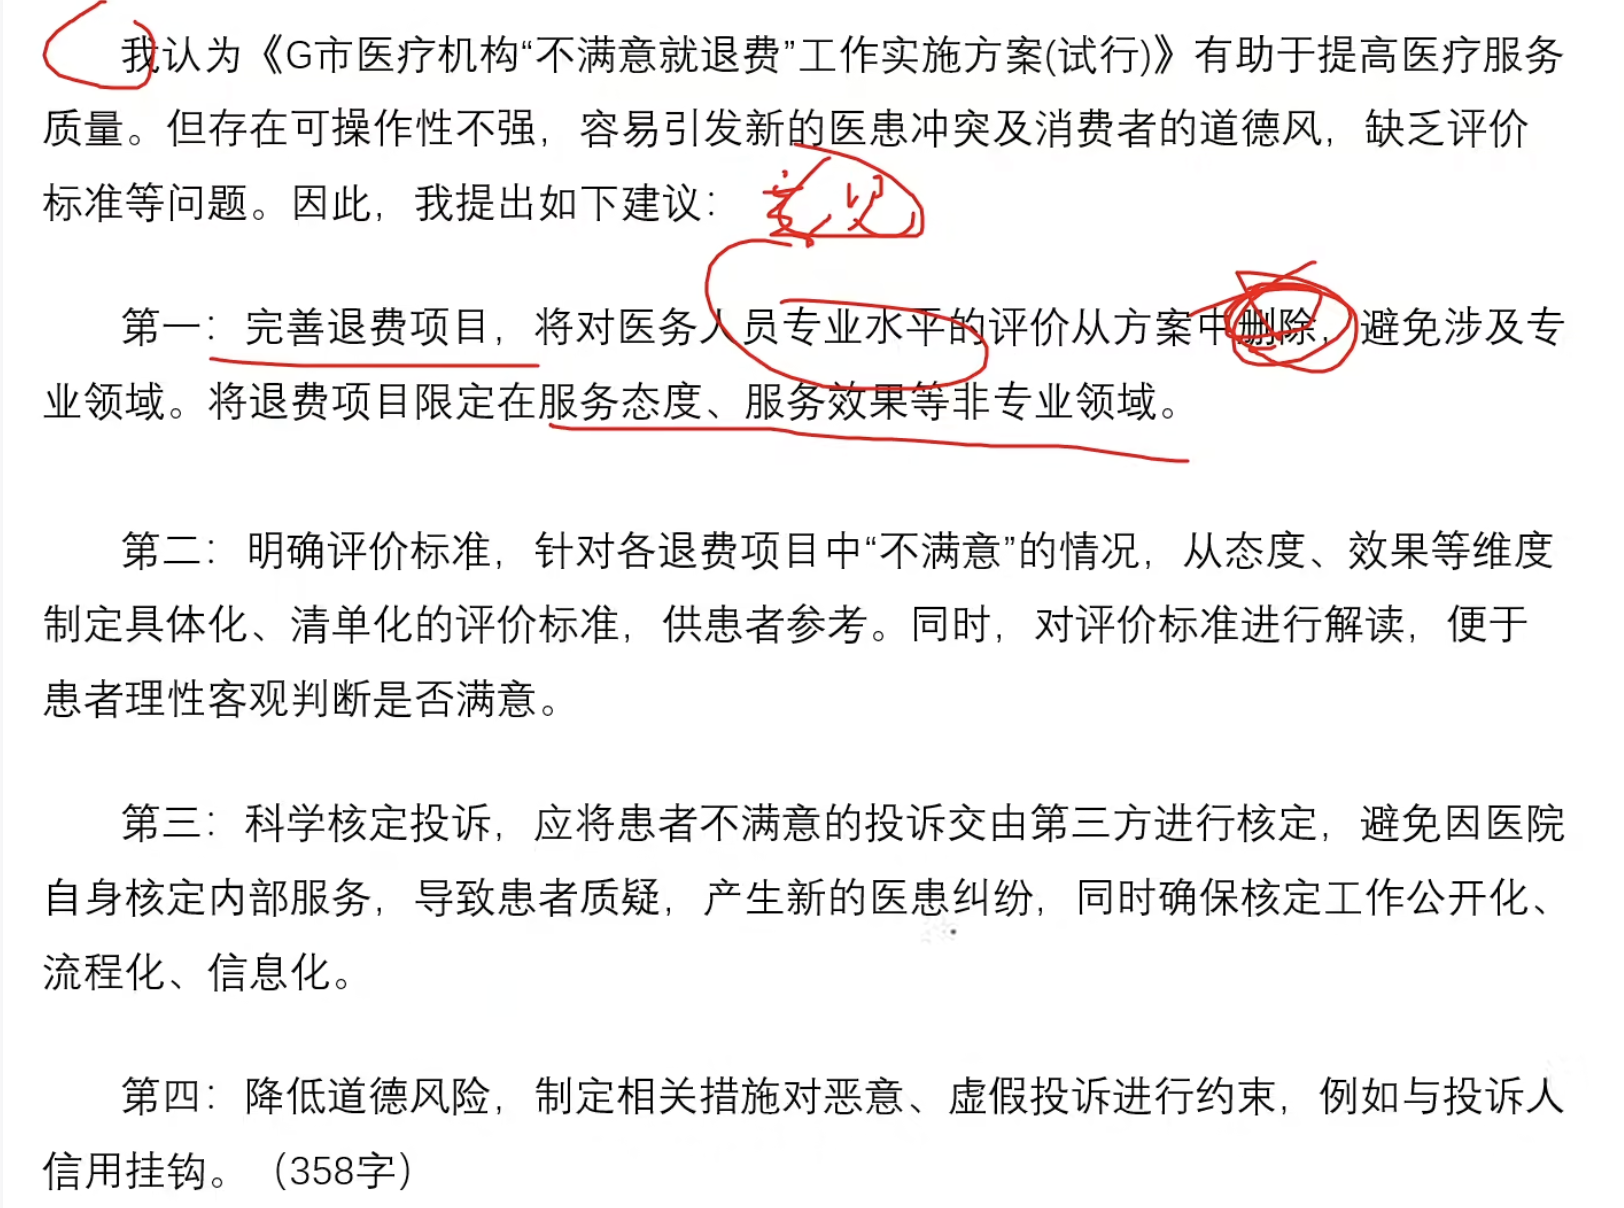 我认为《G市医疗机构“不满意就退费”工作实施方案(试行)》有助于提高医疗服务
质量。但存在可操作性不强，容易引发新的医患冲突及消费者的道德风，缺乏评价
标准等问题。因此，我提出如下建议：
意见
第一：完善退费项目，将对医务人员专业水平的评价从方案中删除，避免涉及专
业领域。将退费项目限定在服务态度、服务效果等非专业领域。
第二：明确评价标准，针对各退费项目中“不满意”的情况，从态度、效果等维度
制定具体化、清单化的评价标准，供患者参考。同时，对评价标准进行解读，便于
患者理性客观判断是否满意。
第三：科学核定投诉，应将患者不满意的投诉交由第三方进行核定，避免因医院
自身核定内部服务，导致患者质疑，产生新的医患纠纷，同时确保核定工作公开化、
流程化、信息化。
第四：降低道德风险，制定相关措施对恶意、虚假投诉进行约束，例如与投诉人
信用挂钩。（358字）